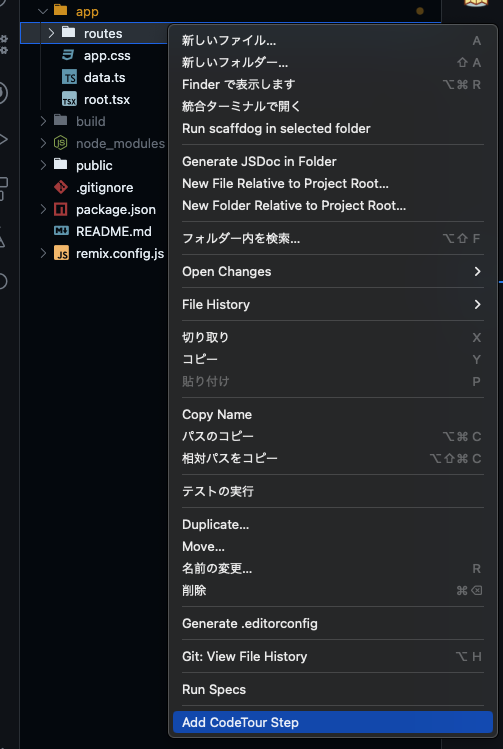 app
routes
app.css
data.ts
root.tsx
build
node_modules
public
.gitignore
package.json
README.md
remix.config.js
新しいファイル... A
新しいフォルダー... ⇧ A
Finder で表示します ⌥⌘ R
統合ターミナルで開く
Run scaffdog in selected folder
Generate JSDoc in Folder
New File Relative to Project Root...
New Folder Relative to Project Root...
フォルダー内を検索... ⌥⇧ F
Open Changes
File History
切り取り X
コピー Y
貼り付け P
Copy Name
パスのコピー ⌥⌘ C
相対パスをコピー ⌥⇧⌘ C
テストの実行
Duplicate...
Move...
名前の変更... R
削除 ⌘⌫
Generate .editorconfig
Git: View File History ⌥ H
Run Specs
Add CodeTour Step